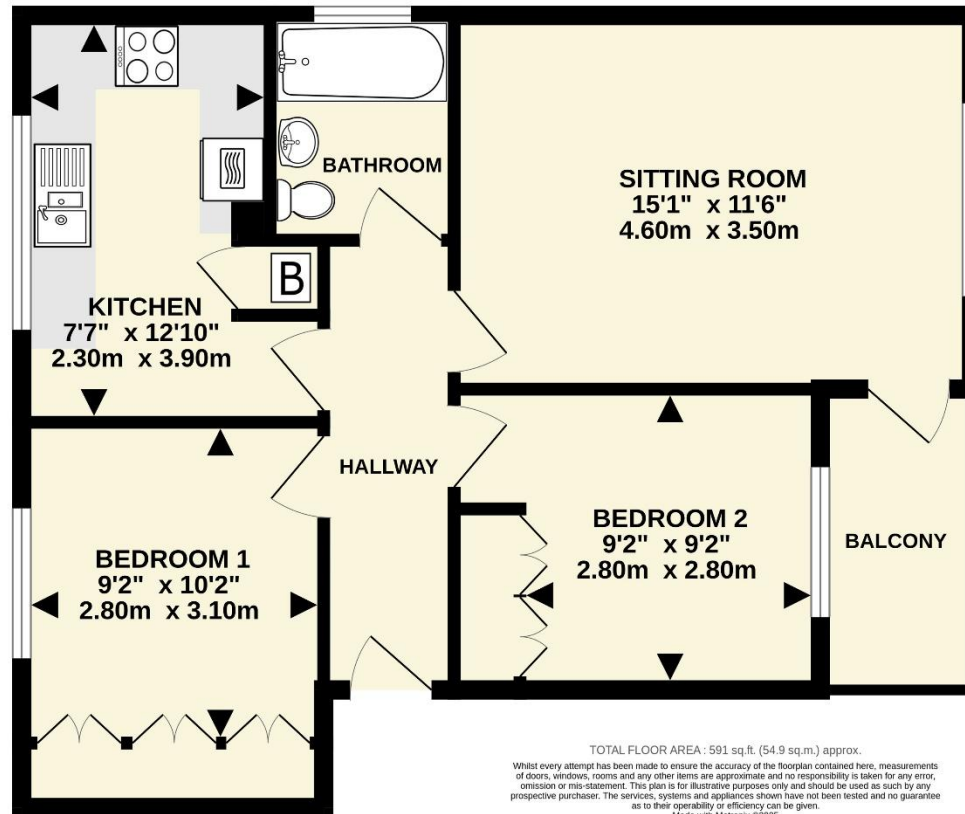 BATHROOM
SITTING ROOM
15'1" x 11'6"
4.60m x 3.50m
B
KITCHEN
7'7" x 12'10"
2.30m x 3.90m
HALLWAY
BEDROOM 1
9'2" x 10'2"
2.80m x 3.10m
BEDROOM 2
9'2" x 9'2"
2.80m x 2.80m
BALCONY
TOTAL FLOOR AREA : 591 sq.ft. (54.9 sq.m.) approx.
Whilst every attempt has been made to ensure the accuracy of the floorplan contained here, measurements
of doors, windows, rooms and any other items are approximate and no responsibility is taken for any error,
omission or mis-statement. This plan is for illustrative purposes only and should be used as such by any
prospective purchaser. The services, systems and appliances shown have not been tested and no guarantee
as to their operability or efficiency can be given.
Made with Metropix ©2025